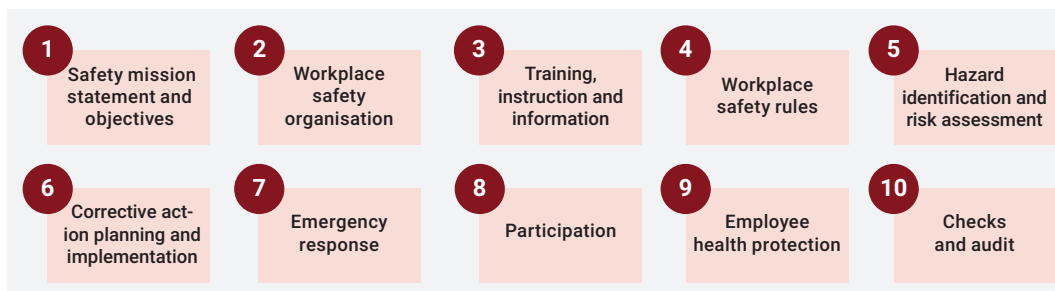 1
Safety mission
statement and
objectives
2
Workplace
safety
organisation
3
Training,
instruction and
information
4
Workplace
safety rules
5
Hazard
identification and
risk assessment
6
Corrective act-
ion planning and
implementation
7
Emergency
response
8
Participation
9
Employee
health protection
10
Checks
and audit